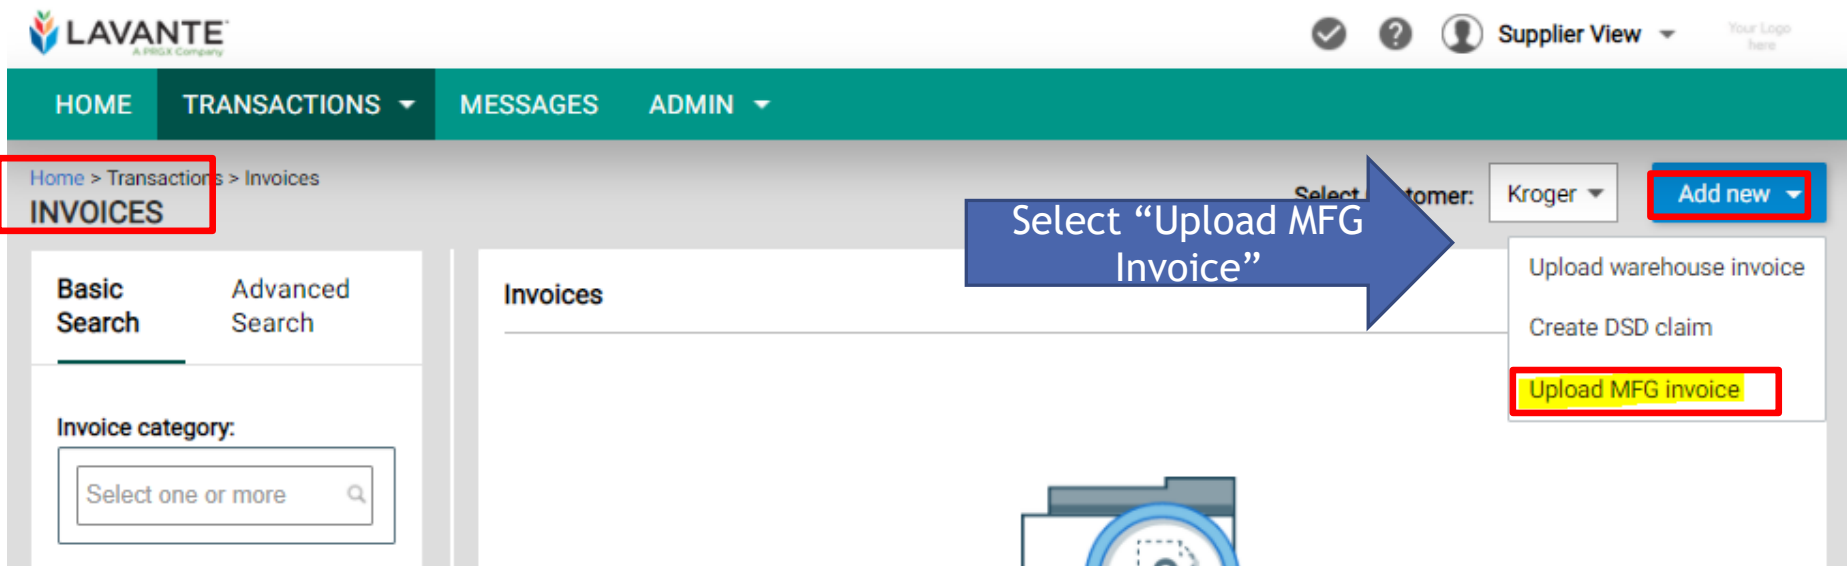 LAVANTE
A PRGX Company
Supplier View
Your Logo
here
HOME
TRANSACTIONS
MESSAGES
ADMIN
Home > Transactions > Invoices
INVOICES
Select Customer:
Kroger
Add new
Select “Upload MFG
Invoice”
Upload warehouse invoice
Create DSD claim
Upload MFG invoice
Basic
Search
Advanced
Search
Invoices
Invoice category:
Select one or more